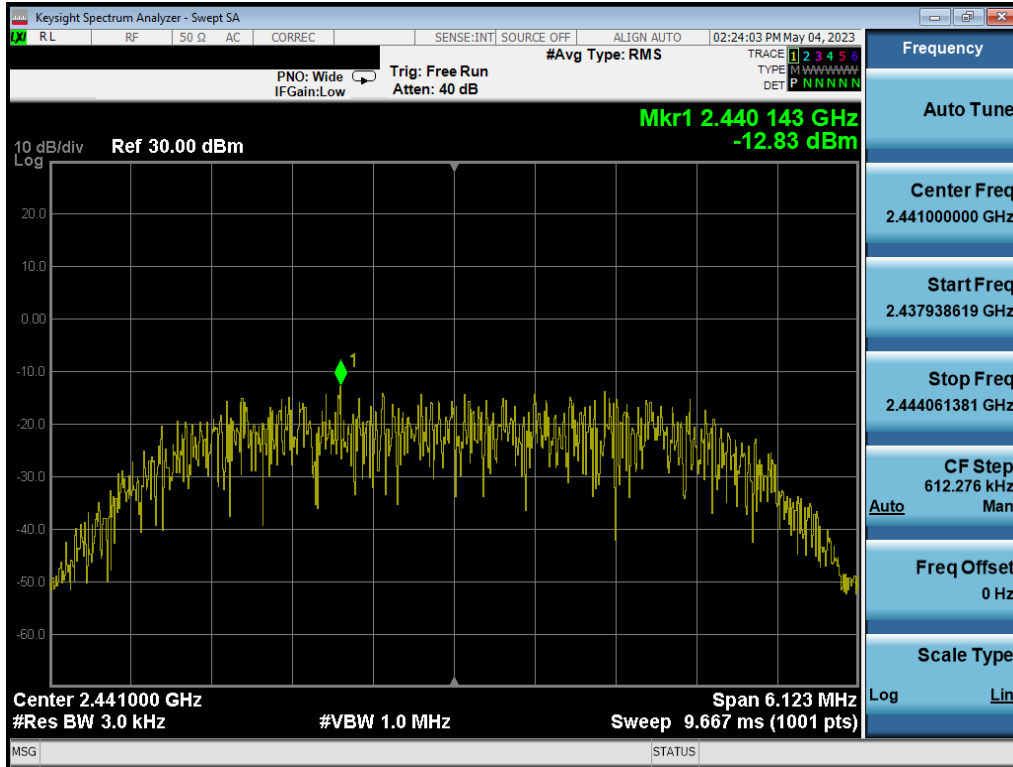 Keysight Spectrum Analyzer - Swept SA
LXI RL RF 50 Ω AC CORREC SENSE:INT SOURCE OFF ALIGN AUTO 02:24:03 PM May 04, 2023
#Avg Type: RMS
TRACE 1 2 3 4 5 6
TYPE M WWWWW
DET P N N N N N
PNO: Wide
IFGain:Low
Trig: Free Run
Atten: 40 dB
Mkr1 2.440 143 GHz
-12.83 dBm
10 dB/div Ref 30.00 dBm
Log
20.0
10.0
0.00
-10.0
-20.0
-30.0
-40.0
-50.0
-60.0
1
Center 2.441000 GHz Span 6.123 MHz
#Res BW 3.0 kHz #VBW 1.0 MHz Sweep 9.667 ms (1001 pts)
MSG STATUS
Frequency
Auto Tune
Center Freq
2.441000000 GHz
Start Freq
2.437938619 GHz
Stop Freq
2.444061381 GHz
CF Step
612.276 kHz
Auto Man
Freq Offset
0 Hz
Scale Type
Log Lin